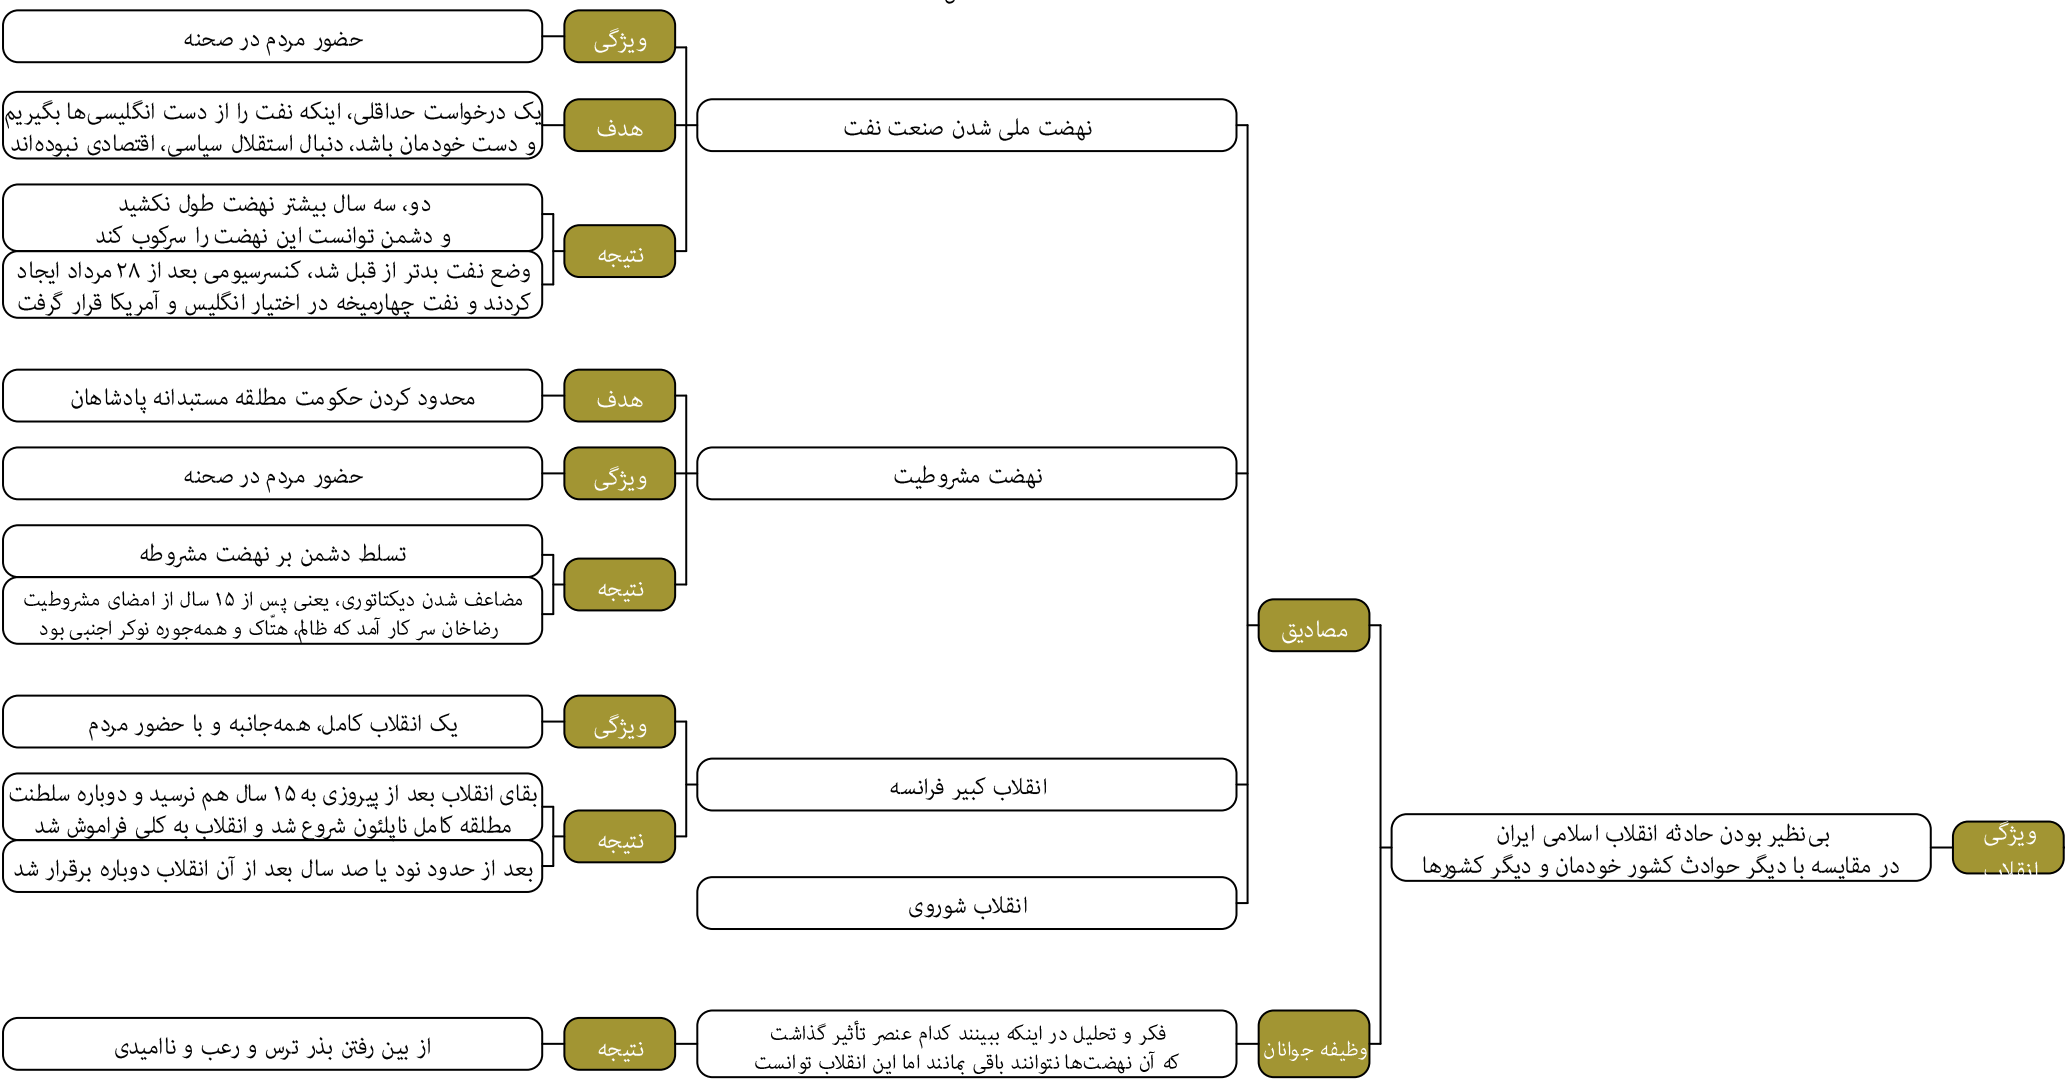 ویژگی
انقلاب
بی‌نظیر بودن حادثه انقلاب اسلامی ایران
در مقایسه با دیگر حوادث کشور خودمان و دیگر کشورها
مصادیق
نهضت ملی شدن صنعت نفت
ویژگی
حضور مردم در صحنه
هدف
یک درخواست حداقلی، اینکه نفت را از دست انگلیسی‌ها بگیریم
و دست خودمان باشد، دنبال استقلال سیاسی، اقتصادی نبوده‌اند
نتیجه
دو، سه سال بیشتر نهضت طول نکشید
و دشمن توانست این نهضت را سرکوب کند
وضع نفت بدتر از قبل شد، کنسرسیومی بعد از ۲۸ مرداد ایجاد
کردند و نفت چهارمیخه در اختیار انگلیس و آمریکا قرار گرفت
نهضت مشروطیت
هدف
محدود کردن حکومت مطلقه مستبدانه پادشاهان
ویژگی
حضور مردم در صحنه
نتیجه
تسلط دشمن بر نهضت مشروطه
مضاعف شدن دیکتاتوری، یعنی پس از ۱۵ سال از امضای مشروطیت
رضاخان سر کار آمد که ظالم، هتّاک و همه‌جوره نوکر اجنبی بود
انقلاب کبیر فرانسه
ویژگی
یک انقلاب کامل، همه‌جانبه و با حضور مردم
نتیجه
بقای انقلاب بعد از پیروزی به ۱۵ سال هم نرسید و دوباره سلطنت
مطلقه کامل ناپلئون شروع شد و انقلاب به کلی فراموش شد
بعد از حدود نود یا صد سال بعد از آن انقلاب دوباره برقرار شد
انقلاب شوروی
وظیفه جوانان
فکر و تحلیل در اینکه ببینند کدام عنصر تأثیر گذاشت
که آن نهضت‌ها نتوانند باقی بمانند اما این انقلاب توانست
نتیجه
از بین رفتن بذر ترس و رعب و ناامیدی